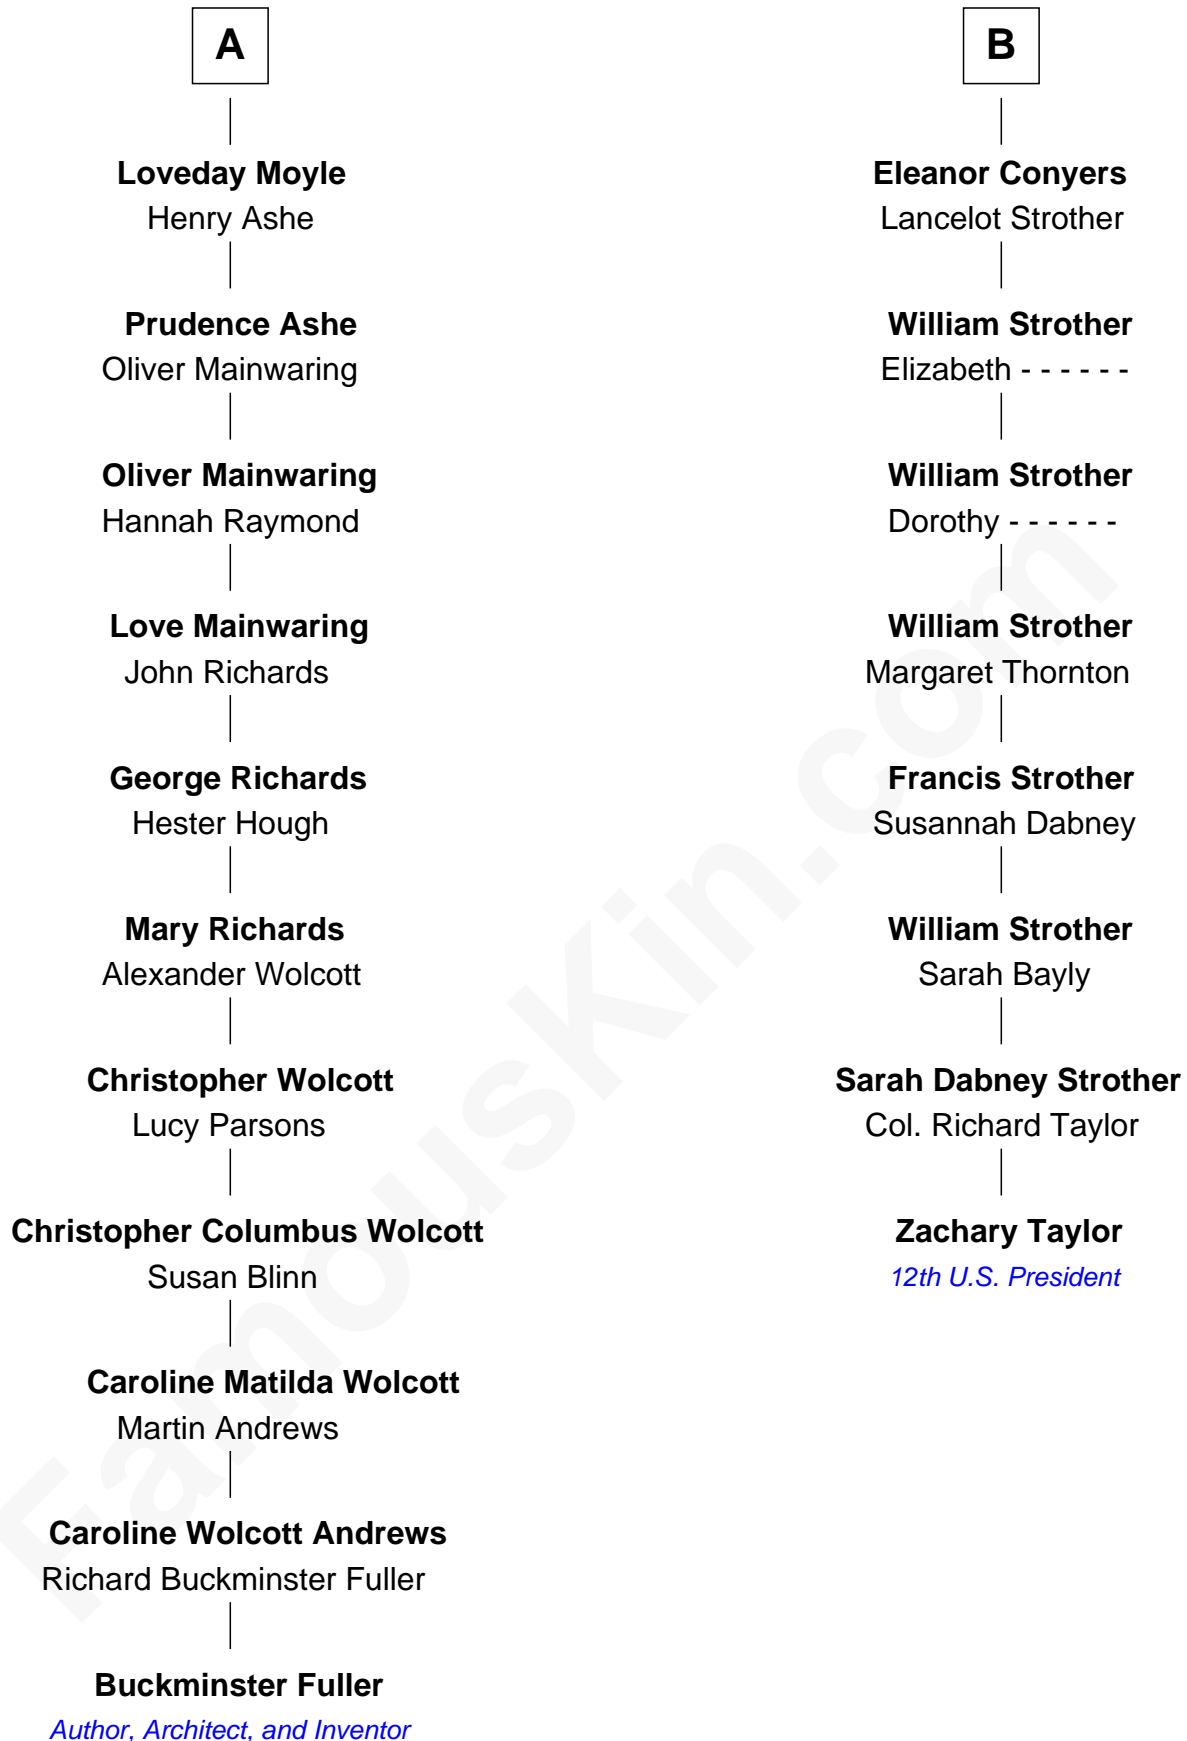 A
Loveday Moyle
Henry Ashe
Prudence Ashe
Oliver Mainwaring
Oliver Mainwaring
Hannah Raymond
Love Mainwaring
John Richards
George Richards
Hester Hough
Mary Richards
Alexander Wolcott
Christopher Wolcott
Lucy Parsons
Christopher Columbus Wolcott
Susan Blinn
Caroline Matilda Wolcott
Martin Andrews
Caroline Wolcott Andrews
Richard Buckminster Fuller
Buckminster Fuller
Author, Architect, and Inventor
B
Eleanor Conyers
Lancelot Strother
William Strother
Elizabeth - - - - - -
William Strother
Dorothy - - - - - -
William Strother
Margaret Thornton
Francis Strother
Susannah Dabney
William Strother
Sarah Bayly
Sarah Dabney Strother
Col. Richard Taylor
Zachary Taylor
12th U.S. President
FamousKin.com